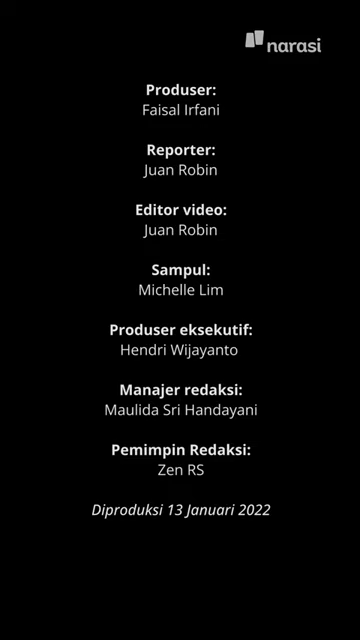 narasi
Produser:
Faisal Irfani
Reporter:
Juan Robin
Editor video:
Juan Robin
Sampul:
Michelle Lim
Produser eksekutif:
Hendri Wijayanto
Manajer redaksi:
Maulida Sri Handayani
Pemimpin Redaksi:
Zen RS
Diproduksi 13 Januari 2022